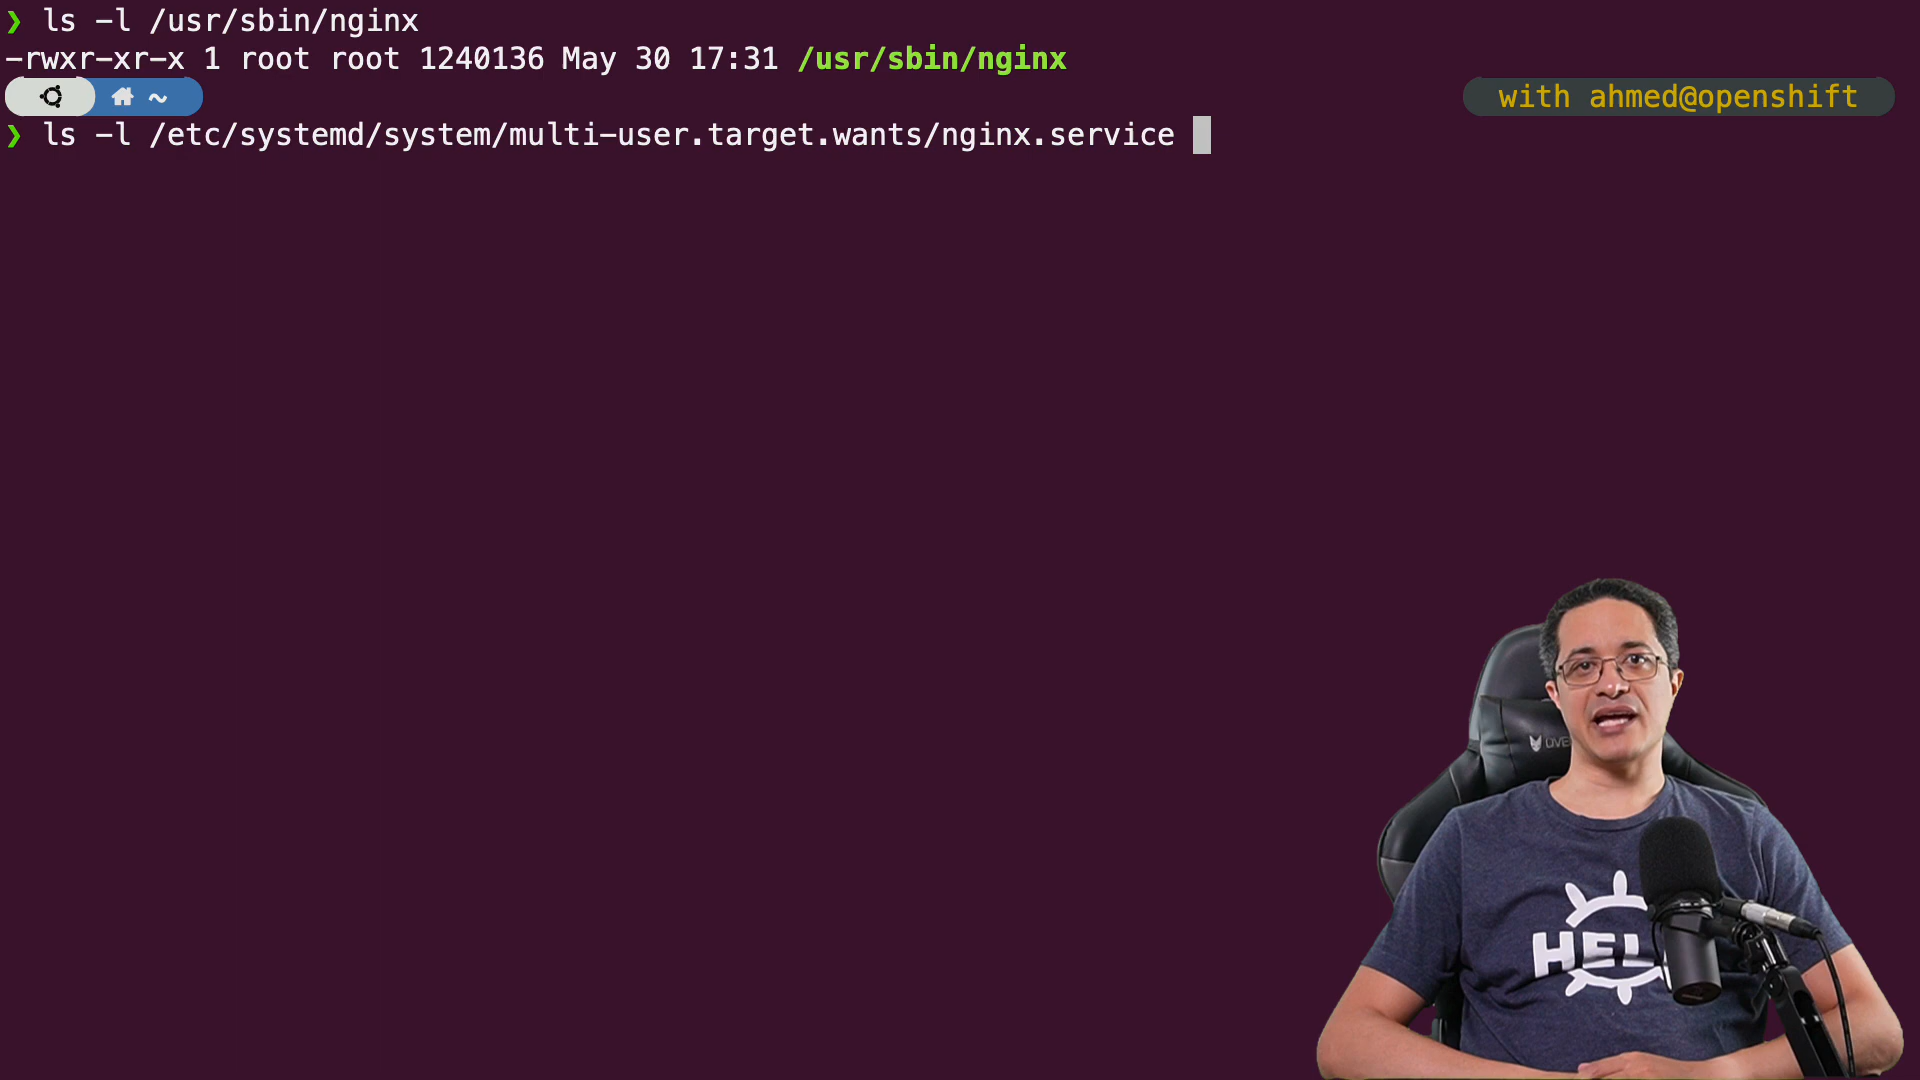 ❯ ls -l /usr/sbin/nginx
-rwxr-xr-x 1 root root 1240136 May 30 17:31 /usr/sbin/nginx
~ with ahmed@openshift
❯ ls -l /etc/systemd/system/multi-user.target.wants/nginx.service
HEL